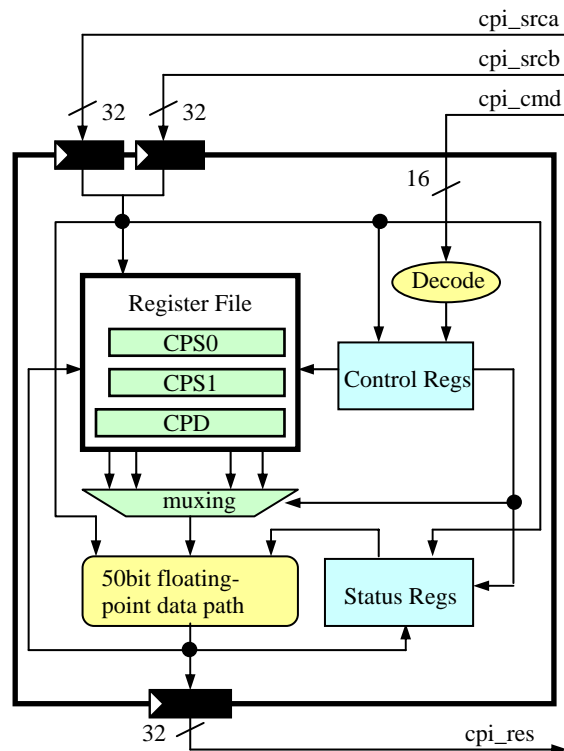 cpi_srca
cpi_srcb
cpi_cmd
32
32
16
Decode
Register File
CPS0
CPS1
CPD
Control Regs
muxing
50bit floating-
point data path
Status Regs
32
cpi_res